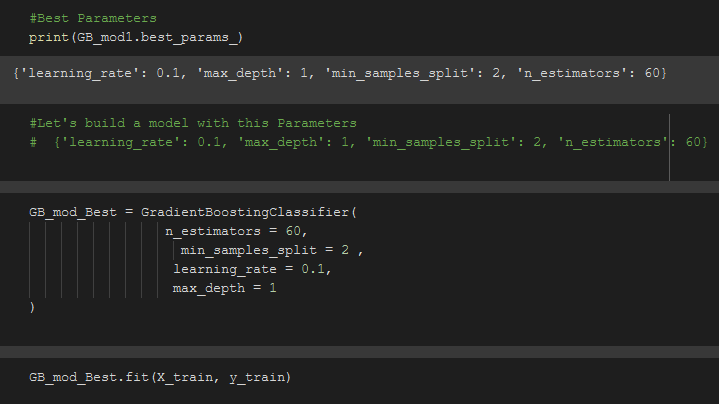 #Best Parameters
print(GB_mod1.best_params_)
{'learning_rate': 0.1, 'max_depth': 1, 'min_samples_split': 2, 'n_estimators': 60}
#Let's build a model with this Parameters
#  {'learning_rate': 0.1, 'max_depth': 1, 'min_samples_split': 2, 'n_estimators': 60}
GB_mod_Best = GradientBoostingClassifier(
n_estimators = 60,
min_samples_split = 2 ,
learning_rate = 0.1,
max_depth = 1
)
GB_mod_Best.fit(X_train, y_train)